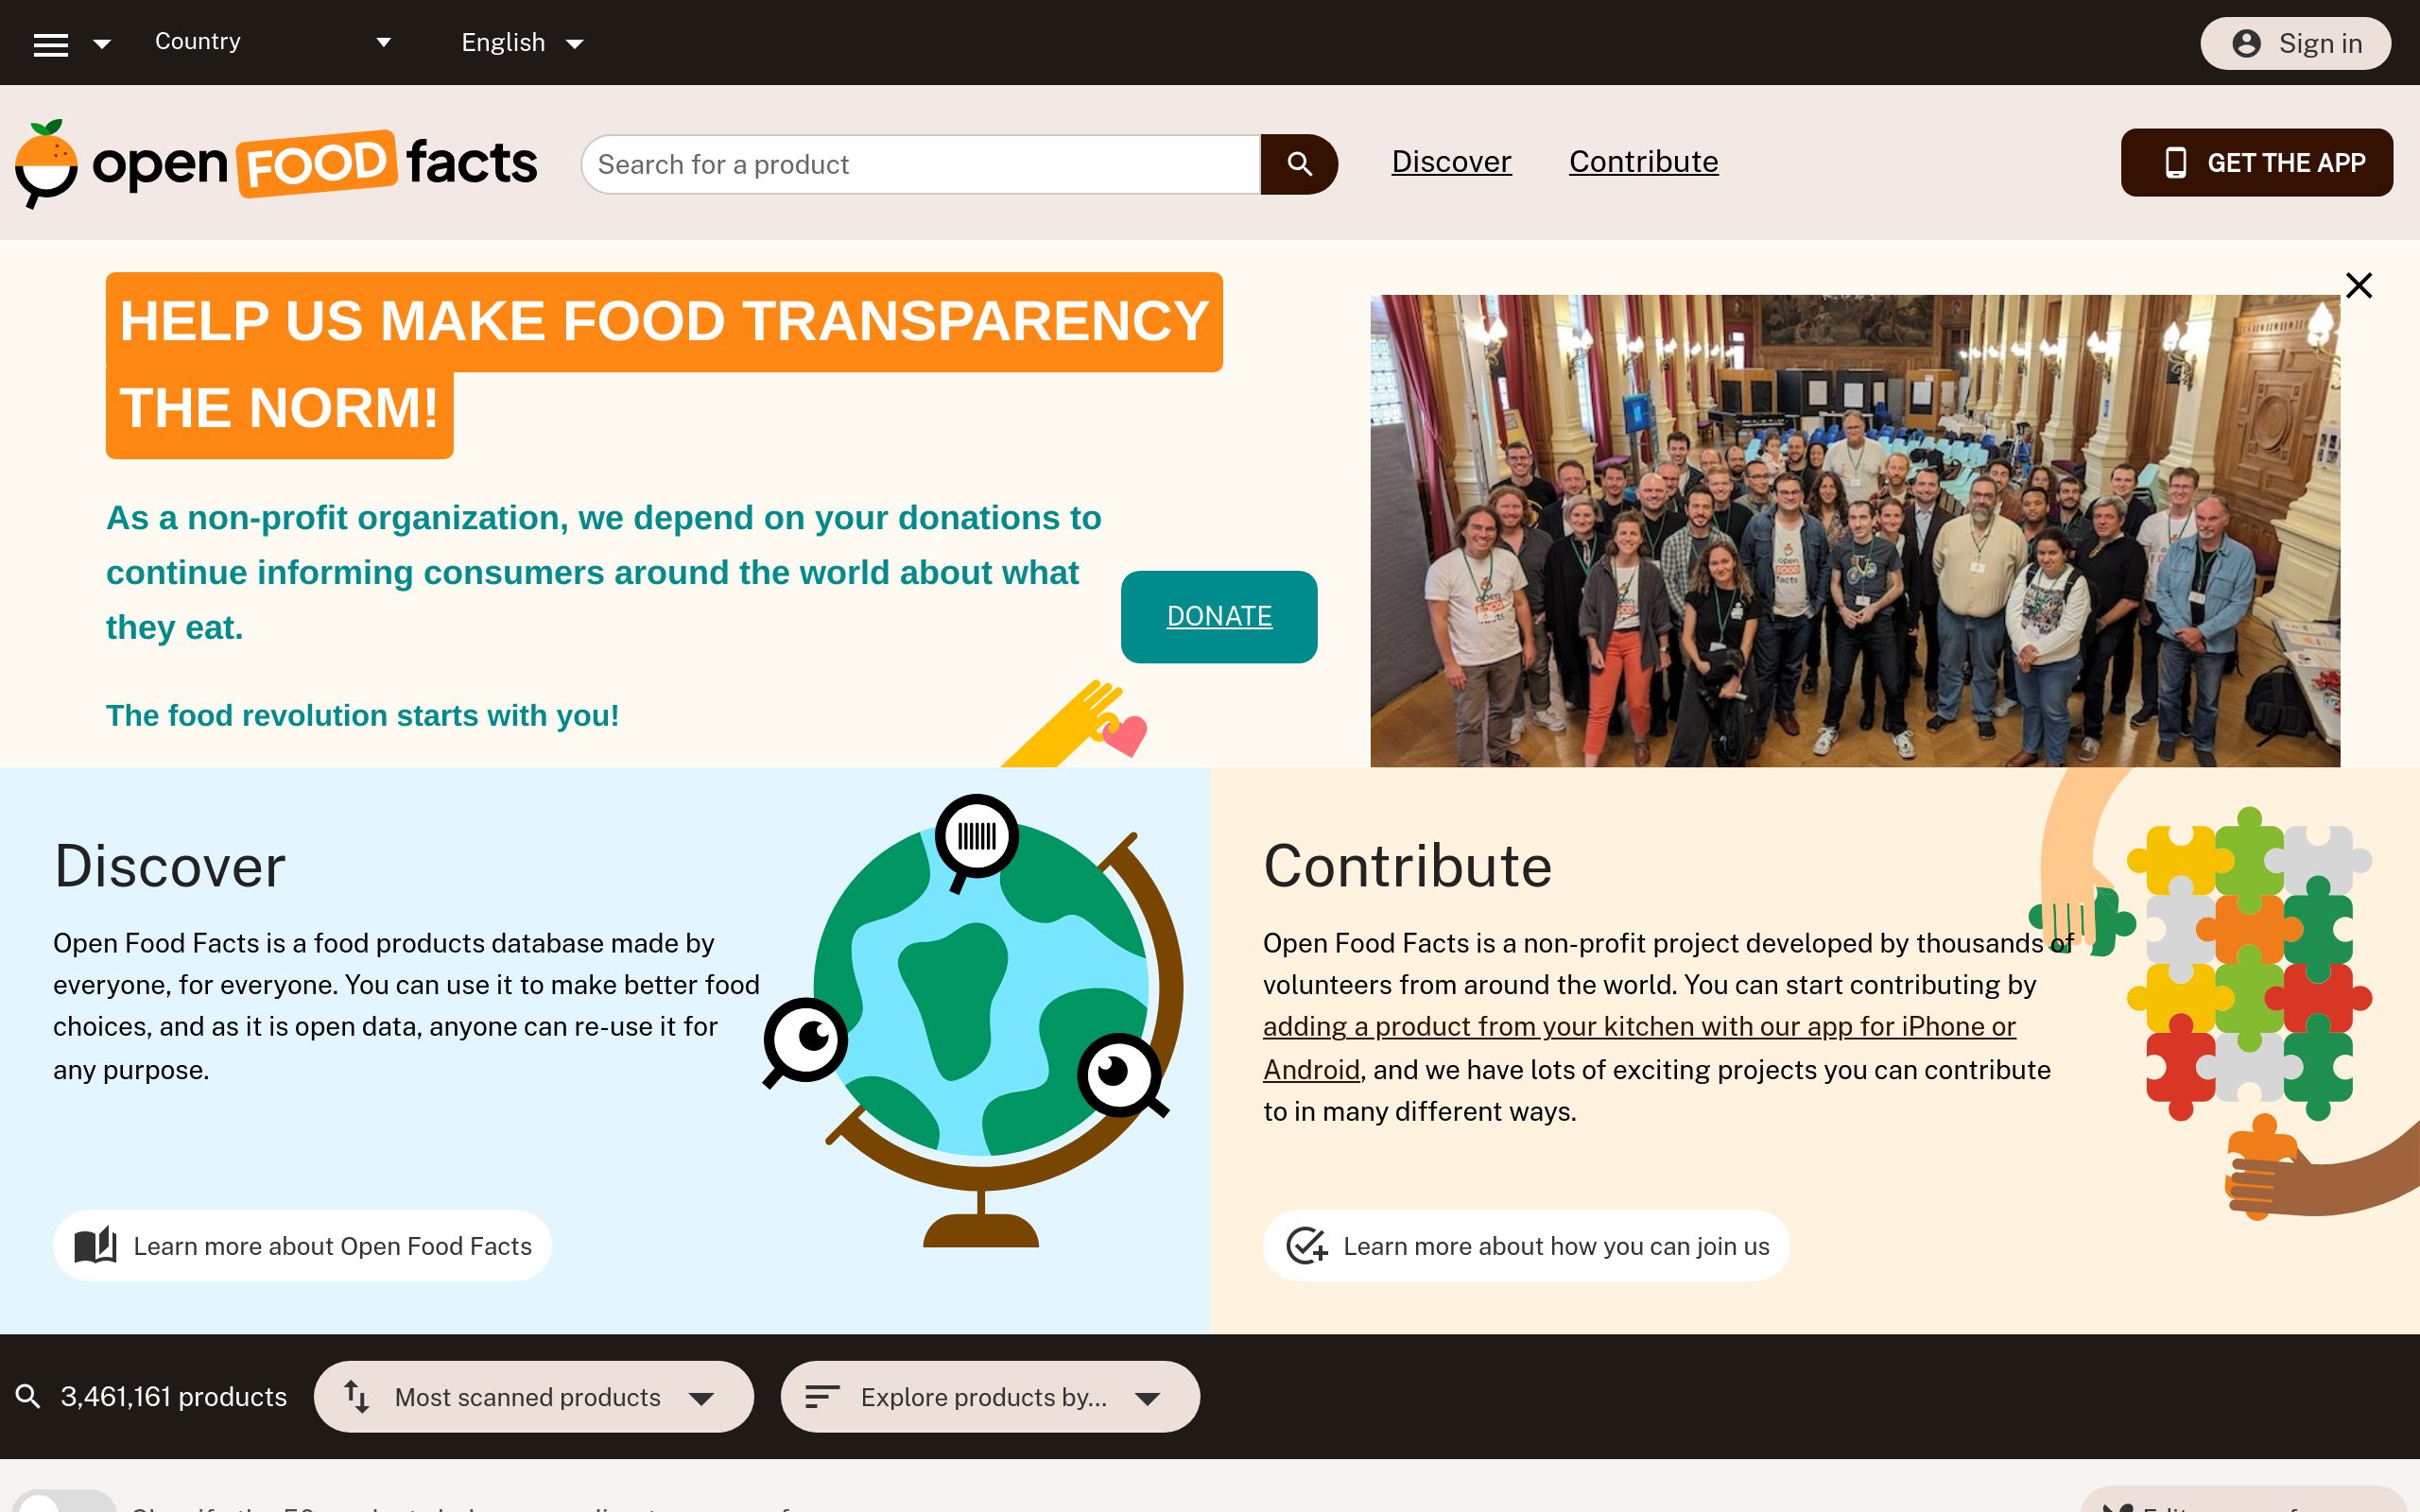 Country
English
Sign in
open FOOD facts
Search for a product
Discover
Contribute
GET THE APP
HELP US MAKE FOOD TRANSPARENCY
THE NORM!
As a non-profit organization, we depend on your donations to
continue informing consumers around the world about what
they eat.
DONATE
The food revolution starts with you!
Discover
Open Food Facts is a food products database made by
everyone, for everyone. You can use it to make better food
choices, and as it is open data, anyone can re-use it for
any purpose.
Learn more about Open Food Facts
Contribute
Open Food Facts is a non-profit project developed by thousands of
volunteers from around the world. You can start contributing by
adding a product from your kitchen with our app for iPhone or
Android, and we have lots of exciting projects you can contribute
to in many different ways.
Learn more about how you can join us
3,461,161 products
Most scanned products
Explore products by...